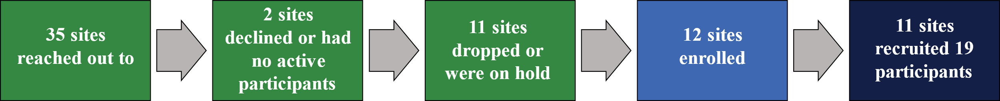 35 sites
reached out to
2 sites
declined or had
no active
participants
11 sites
dropped or
were on hold
12 sites
enrolled
11 sites
recruited 19
participants